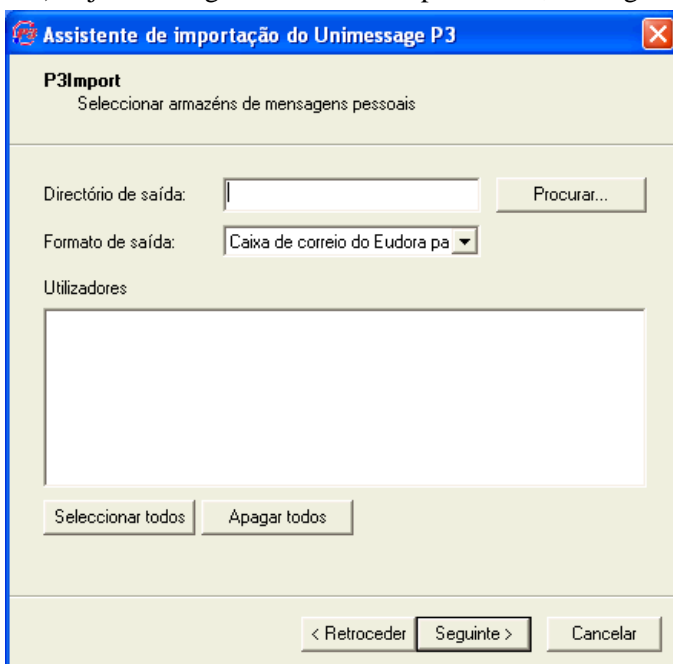 Assistente de importação do Unimessage P3
P3Import
Seleccionar armazéns de mensagens pessoais
Directório de saída:
Procurar...
Formato de saída: Caixa de correio do Eudora pa
Utilizadores
Seleccionar todos Apagar todos
< Retroceder Seguinte > Cancelar